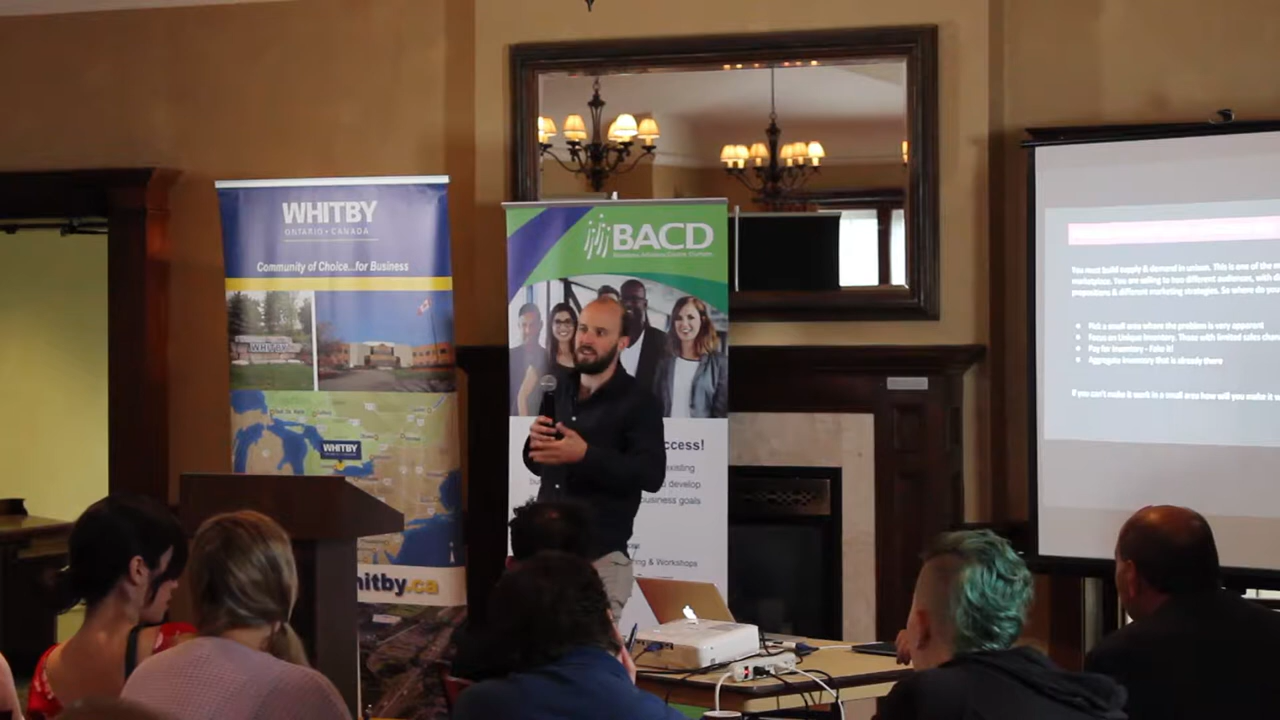 WHITBY
ONTARIO • CANADA
Community of Choice...for Business
WHITBY
WHITBY
hitby.ca
BACD
ccess!
existing
develop
business goals
ring & Workshops
You must build supply & demand in unison. This is one of the m
marketplace. You are selling to two different audiences, with d
propositions & different marketing strategies. So where do you
• Pick a small area where the problem is very apparent
• Focus on Unique Inventory. Those with limited sales chan
• Pay for Inventory - Fake it!
• Aggregate inventory that is already there
If you can't make it work in a small area how will you make it w